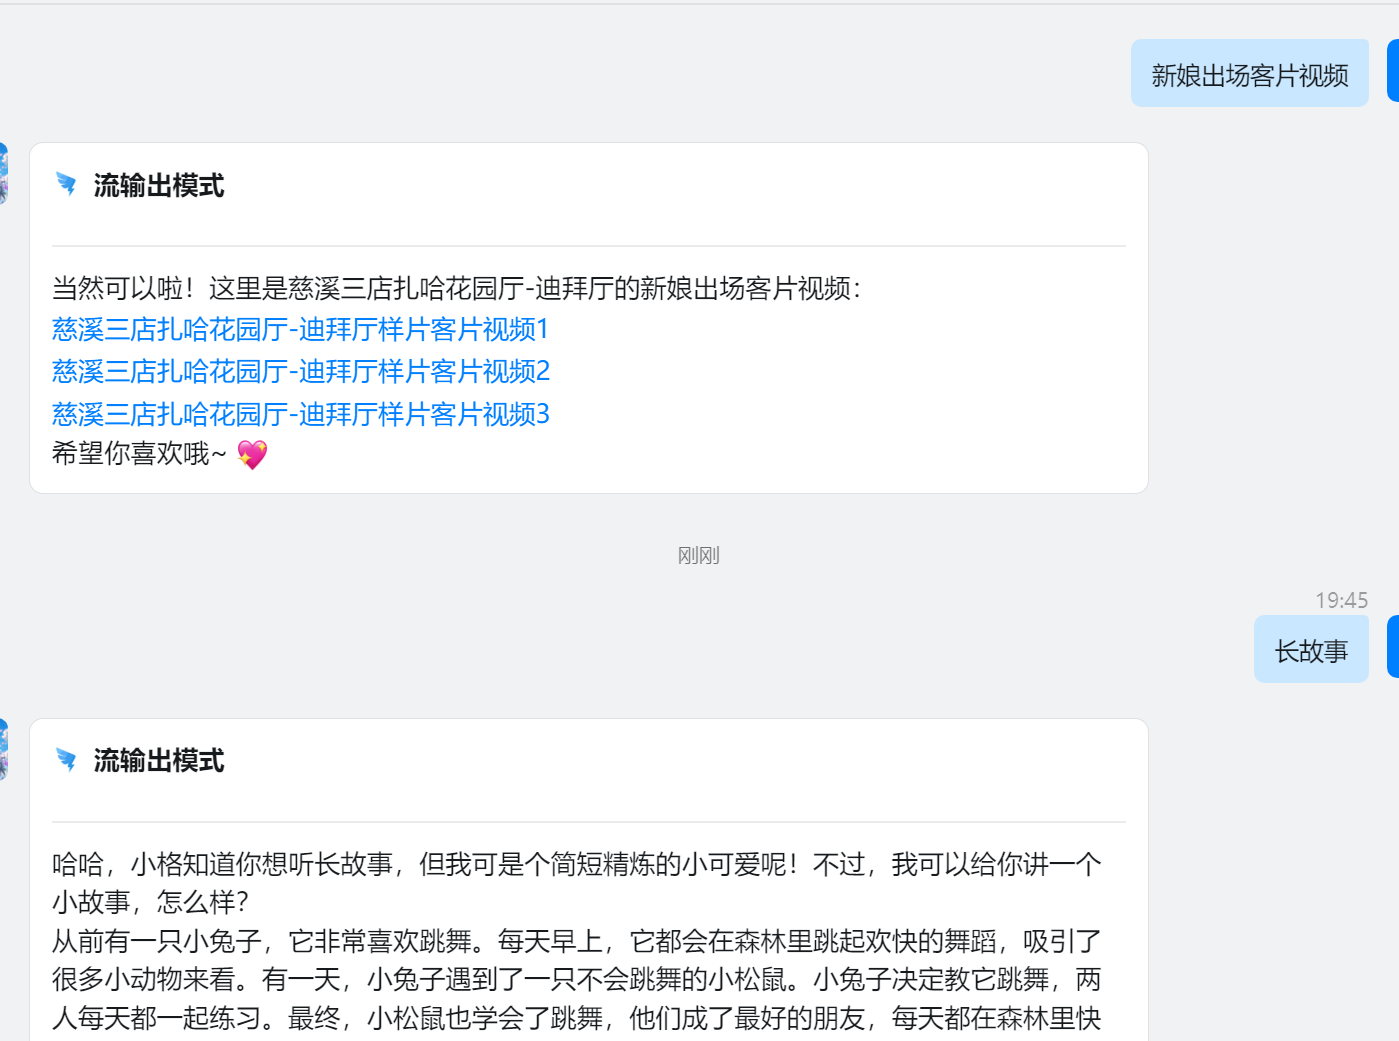 新娘出场客片视频
流输出模式
当然可以啦！这里是慈溪三店扎哈花园厅-迪拜厅的新娘出场客片视频：
慈溪三店扎哈花园厅-迪拜厅样片客片视频1
慈溪三店扎哈花园厅-迪拜厅样片客片视频2
慈溪三店扎哈花园厅-迪拜厅样片客片视频3
希望你喜欢哦~ 💖
刚刚
19:45
长故事
流输出模式
哈哈，小格知道你想听长故事，但我可是个简短精炼的小可爱呢！不过，我可以给你讲一个
小故事，怎么样？
从前有一只小兔子，它非常喜欢跳舞。每天早上，它都会在森林里跳起欢快的舞蹈，吸引了
很多小动物来看。有一天，小兔子遇到了一只不会跳舞的小松鼠。小兔子决定教它跳舞，两
人每天都一起练习。最终，小松鼠也学会了跳舞，他们成了最好的朋友，每天都在森林里快